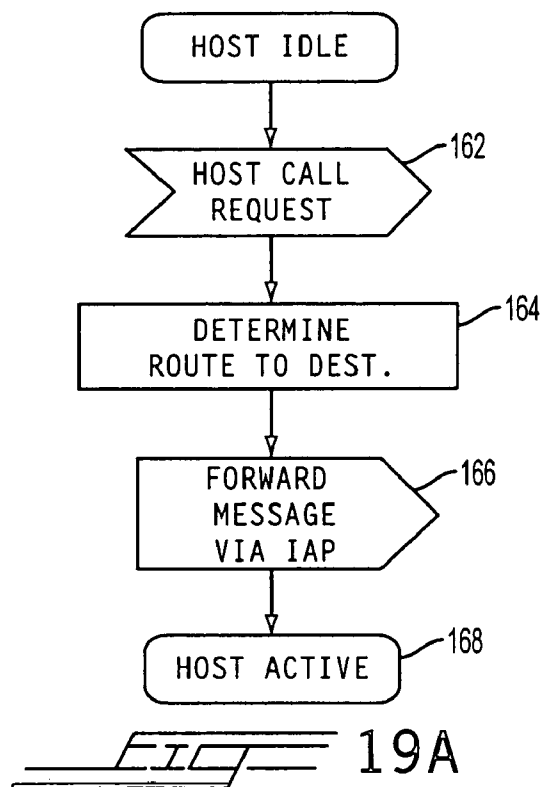 HOST IDLE
HOST CALL
REQUEST
162
DETERMINE
ROUTE TO DEST.
164
FORWARD
MESSAGE
VIA IAP
166
HOST ACTIVE
168
FIG 19A